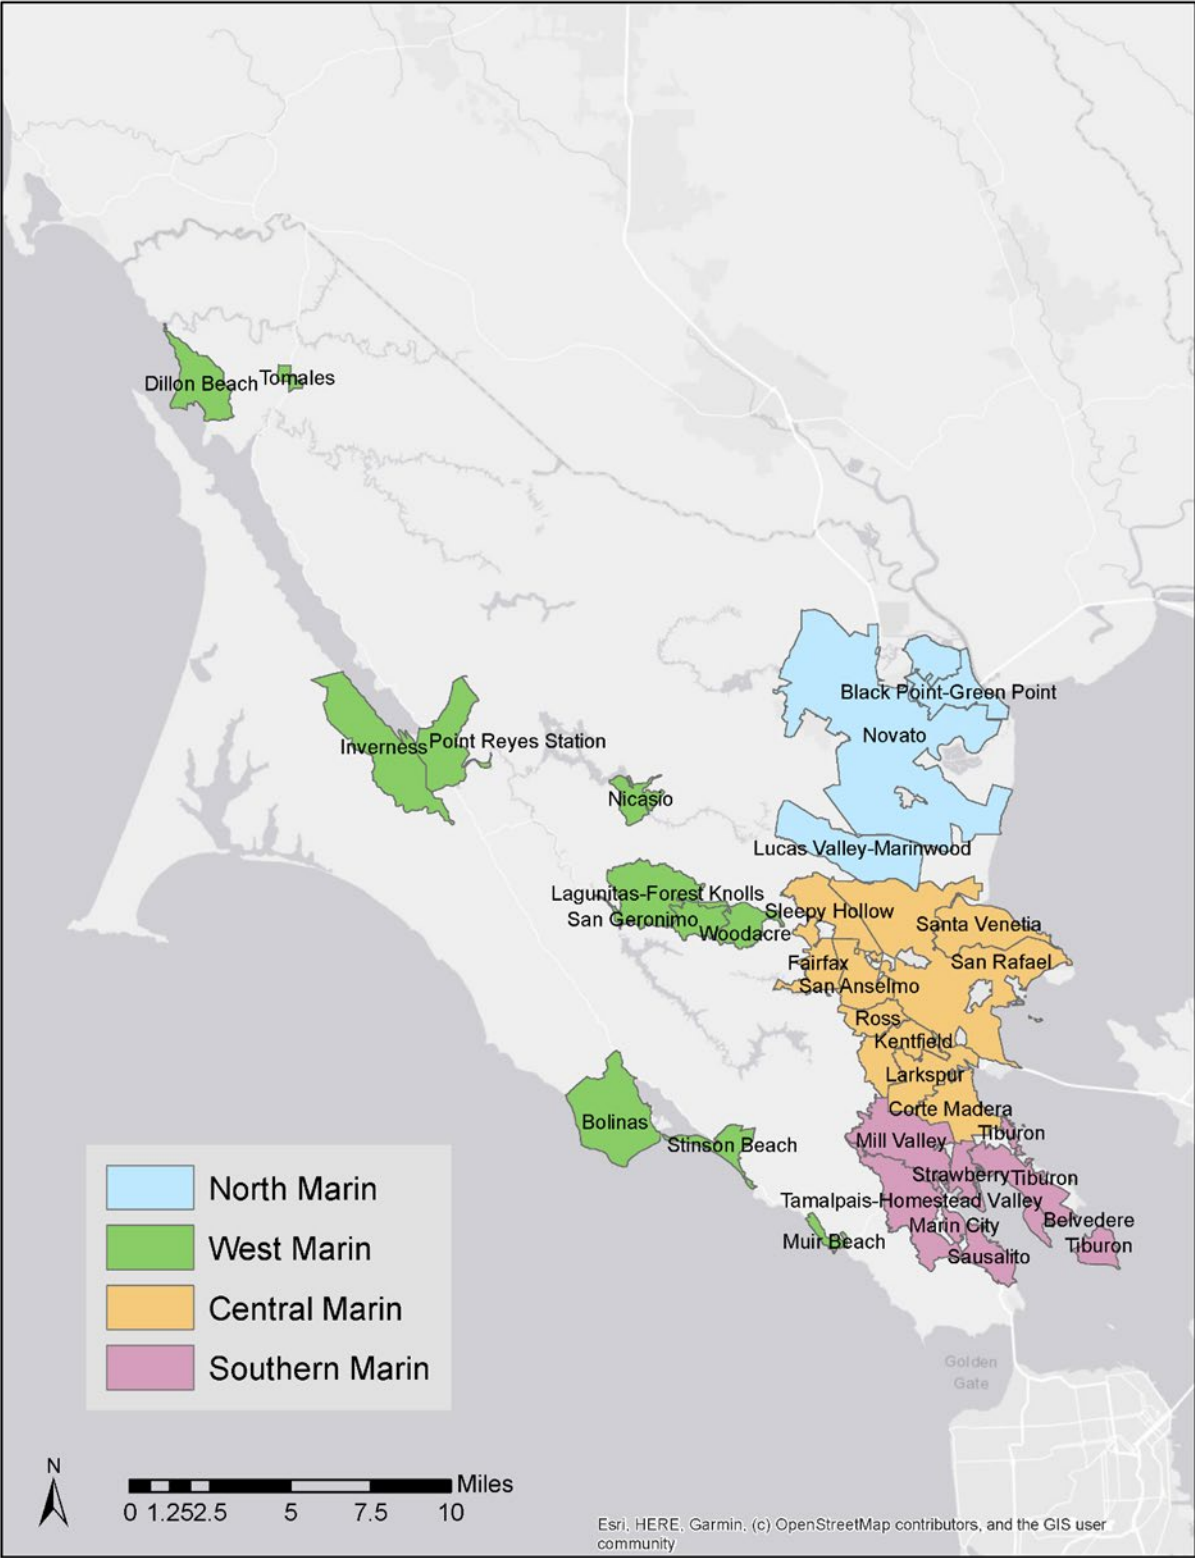 Dillon Beach
Tomales
Black Point-Green Point
Novato
Inverness
Point Reyes Station
Nicasio
Lucas Valley-Marinwood
Lagunitas-Forest Knolls
San Geronimo
Woodacre
Sleepy Hollow
Santa Venetia
Fairfax
San Rafael
San Anselmo
Ross
Kentfield
Larkspur
Corte Madera
Bolinas
Stinson Beach
Mill Valley
Tiburon
Strawberry
Tiburon
Tamalpais-Homestead Valley
Marin City
Belvedere
Tiburon
Muir Beach
Sausalito
North Marin
West Marin
Central Marin
Southern Marin
Golden
Gate
N
Miles
0 1.25 2.5 5 7.5 10
Esri, HERE, Garmin, (c) OpenStreetMap contributors, and the GIS user
community